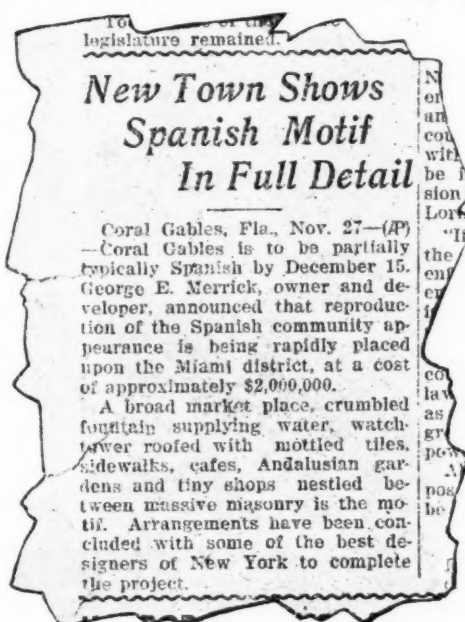 legislature remained.
New Town Shows
Spanish Motif
In Full Detail
Coral Gables, Fla., Nov. 27—(AP)
—Coral Gables is to be partially
typically Spanish by December 15.
George E. Merrick, owner and de-
veloper, announced that reproduc-
tion of the Spanish community ap-
pearance is being rapidly placed
upon the Miami district, at a cost
of approximately $2,000,000.
A broad market place, crumbled
fountain supplying water, watch-
tower roofed with mottled tiles,
sidewalks, cafes, Andalusian gar-
dens and tiny shops nestled be-
tween massive masonry is the mo-
tif. Arrangements have been con-
cluded with some of the best de-
signers of New York to complete
the project.